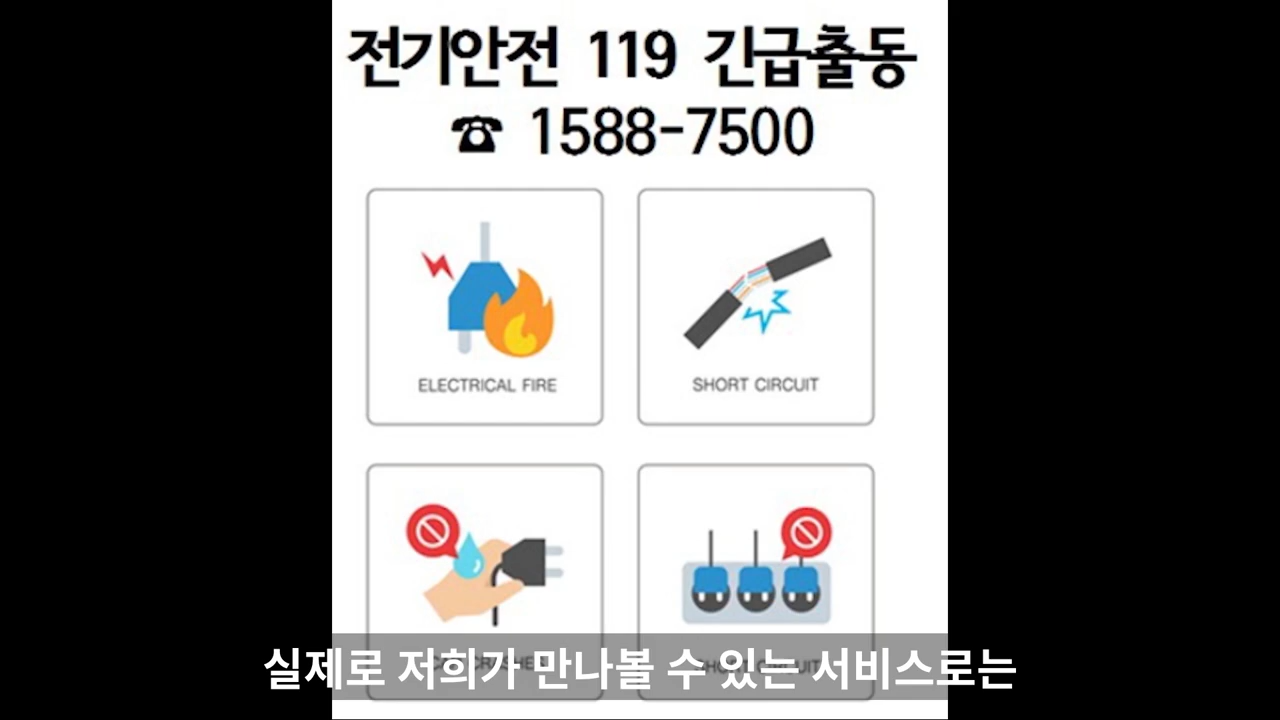 전기안전 119 긴급출동
☎ 1588-7500
ELECTRICAL FIRE
SHORT CIRCUIT
실제로 저희가 만나볼 수 있는 서비스로는